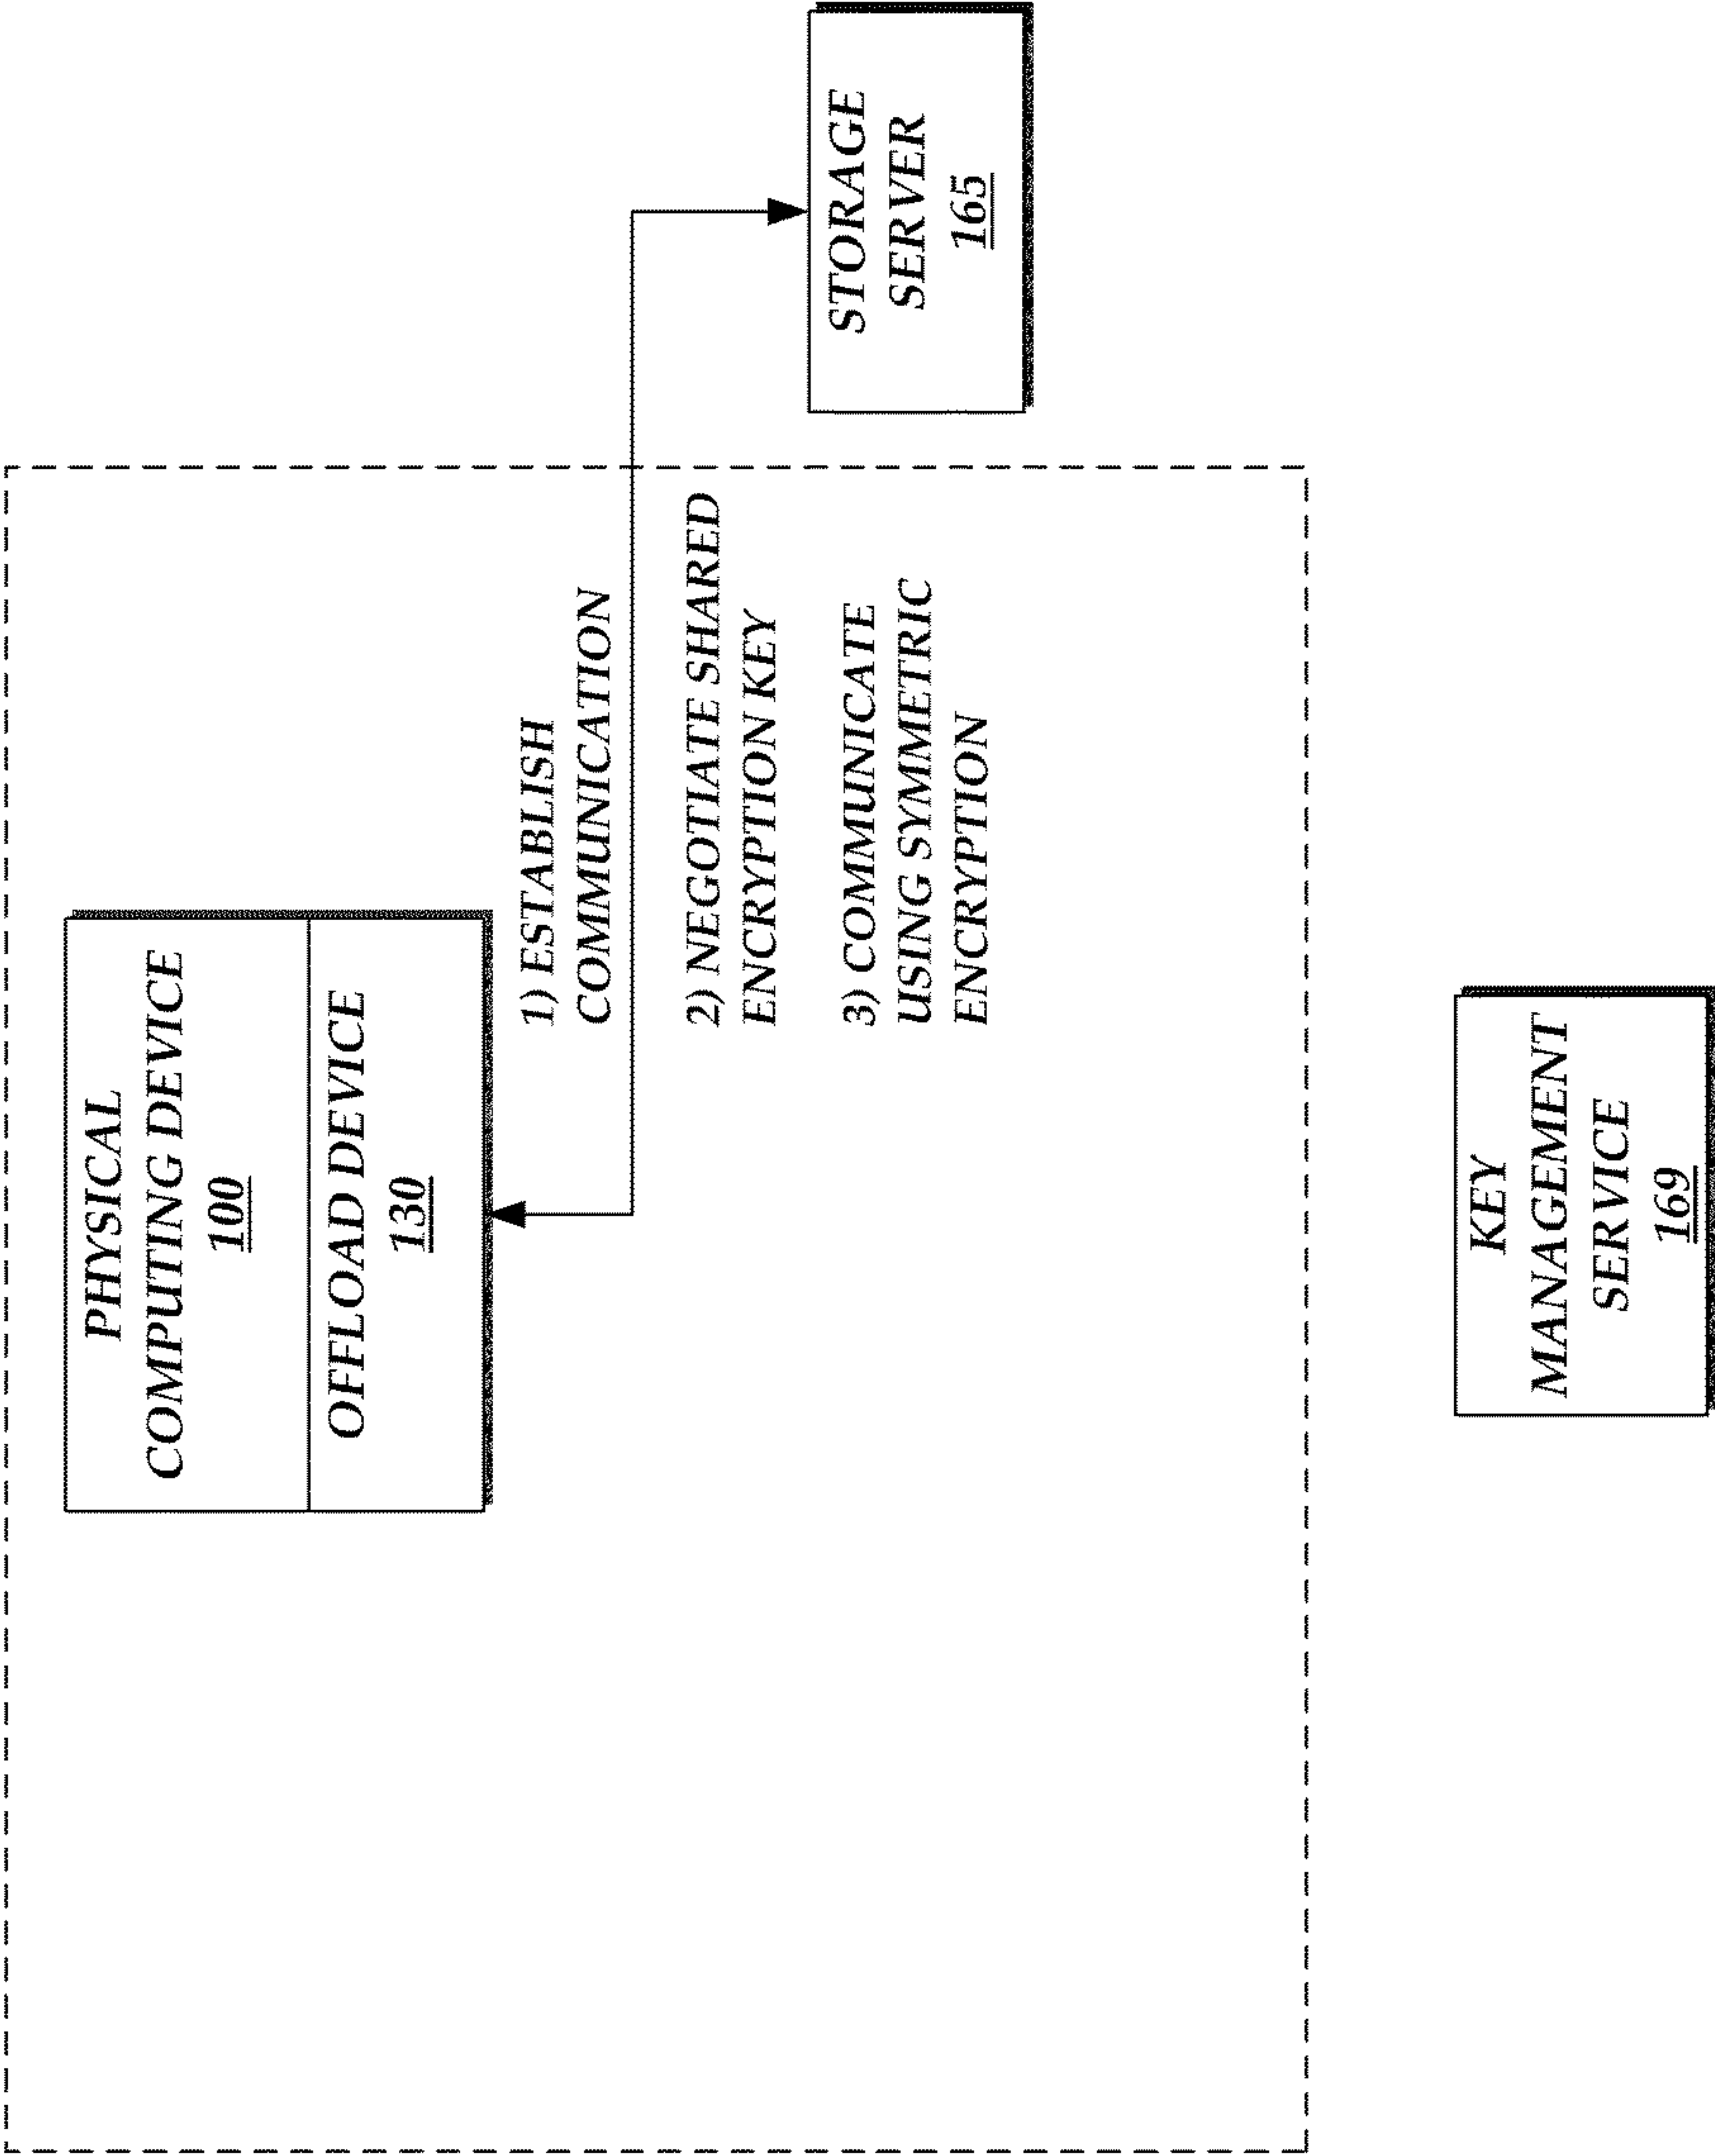 PHYSICAL
COMPUTING DEVICE
100
OFFLOAD DEVICE
130
1) ESTABLISH
COMMUNICATION
2) NEGOTIATE SHARED
ENCRYPTION KEY
3) COMMUNICATE
USING SYMMETRIC
ENCRYPTION
STORAGE
SERVER
165
KEY
MANAGEMENT
SERVICE
169